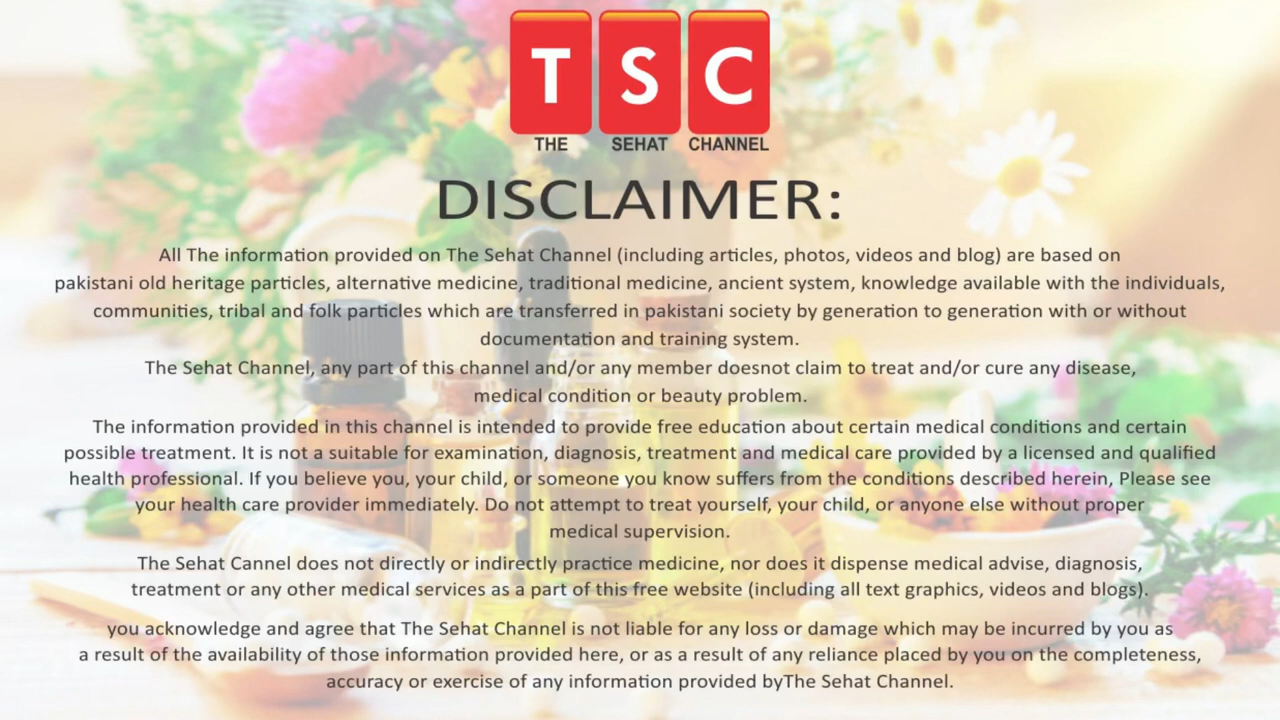 T S C
THE SEHAT CHANNEL
DISCLAIMER:
All The information provided on The Sehat Channel (including articles, photos, videos and blog) are based on
pakistani old heritage particles, alternative medicine, traditional medicine, ancient system, knowledge available with the individuals,
communities, tribal and folk particles which are transferred in pakistani society by generation to generation with or without
documentation and training system.
The Sehat Channel, any part of this channel and/or any member doesnot claim to treat and/or cure any disease,
medical condition or beauty problem.
The information provided in this channel is intended to provide free education about certain medical conditions and certain
possible treatment. It is not a suitable for examination, diagnosis, treatment and medical care provided by a licensed and qualified
health professional. If you believe you, your child, or someone you know suffers from the conditions described herein, Please see
your health care provider immediately. Do not attempt to treat yourself, your child, or anyone else without proper
medical supervision.
The Sehat Cannel does not directly or indirectly practice medicine, nor does it dispense medical advise, diagnosis,
treatment or any other medical services as a part of this free website (including all text graphics, videos and blogs).
you acknowledge and agree that The Sehat Channel is not liable for any loss or damage which may be incurred by you as
a result of the availability of those information provided here, or as a result of any reliance placed by you on the completeness,
accuracy or exercise of any information provided byThe Sehat Channel.